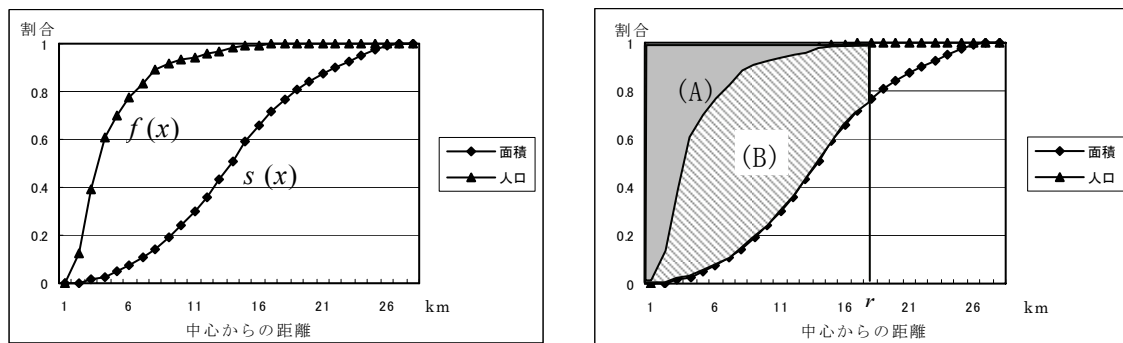 割合
1
0.8
0.6
0.4
0.2
0
f (x)
s (x)
1 6 11 16 21 26 km
中心からの距離
面積
人口
割合
1
0.8
0.6
0.4
0.2
0
(A)
(B)
1 6 11 16 r 21 26 km
中心からの距離
面積
人口